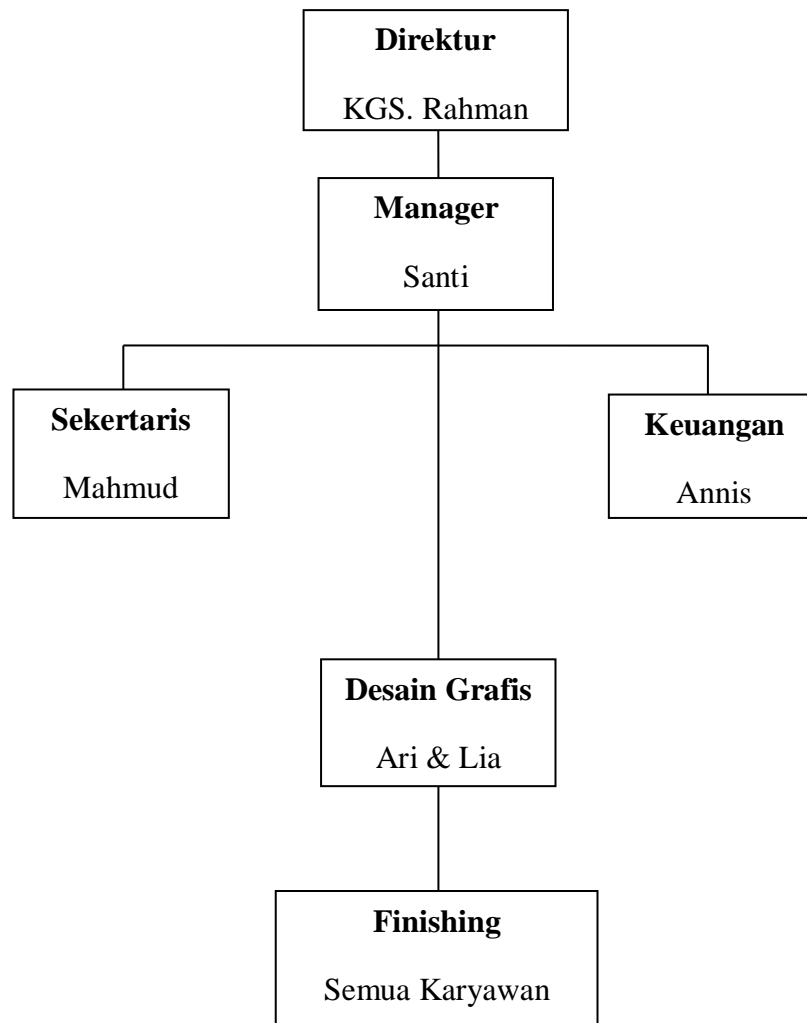 Direktur
KGS. Rahman
Manager
Santi
Sekertaris
Mahmud
Keuangan
Annis
Desain Grafis
Ari & Lia
Finishing
Semua Karyawan